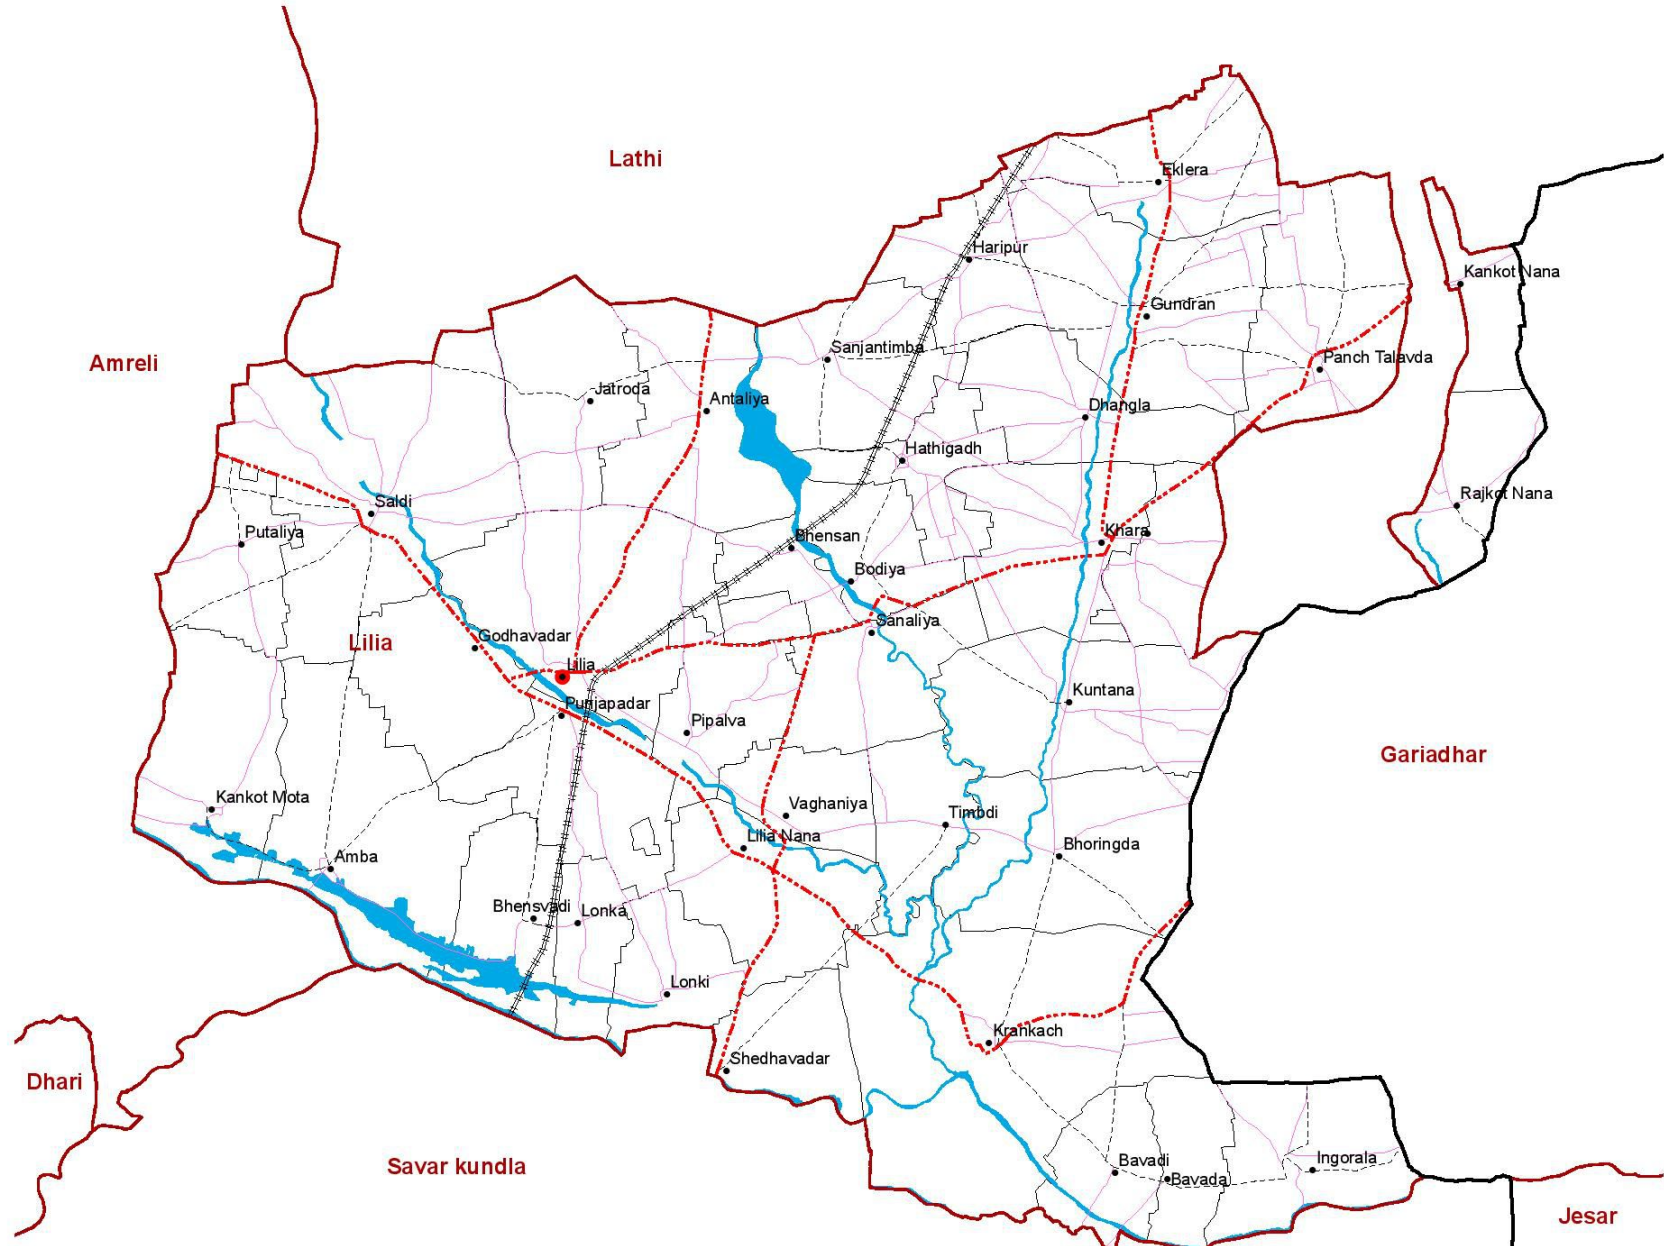 Lathi
Eklera
Haripur
Kankot Nana
Gundran
Sanjantimba
Panch Talavda
Amreli
Jatroda
Antaliya
Dhangla
Hathigadh
Saldi
Rajkot Nana
Putaliya
Bhensan
Khara
Bodiya
Sanaliya
Godhavadar
Lilia
Lilia
Kuntana
Punjapadar
Pipalva
Gariadhar
Kankot Mota
Vaghaniya
Timbdi
Lilia Nana
Bhoringda
Amba
Bhensvadi
Lonka
Lonki
Krankach
Shedhavadar
Dhari
Savar kundla
Bavadi
Ingorala
Bavada
Jesar